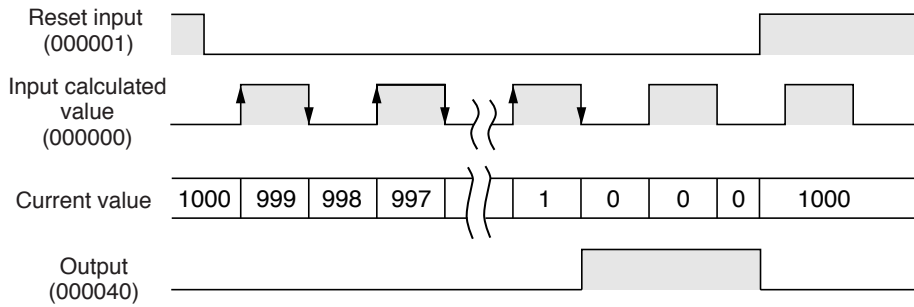 Reset input
(000001)
Input calculated
value
(000000)
Current value
1000 999 998 997 1 0 0 0 1000
Output
(000040)